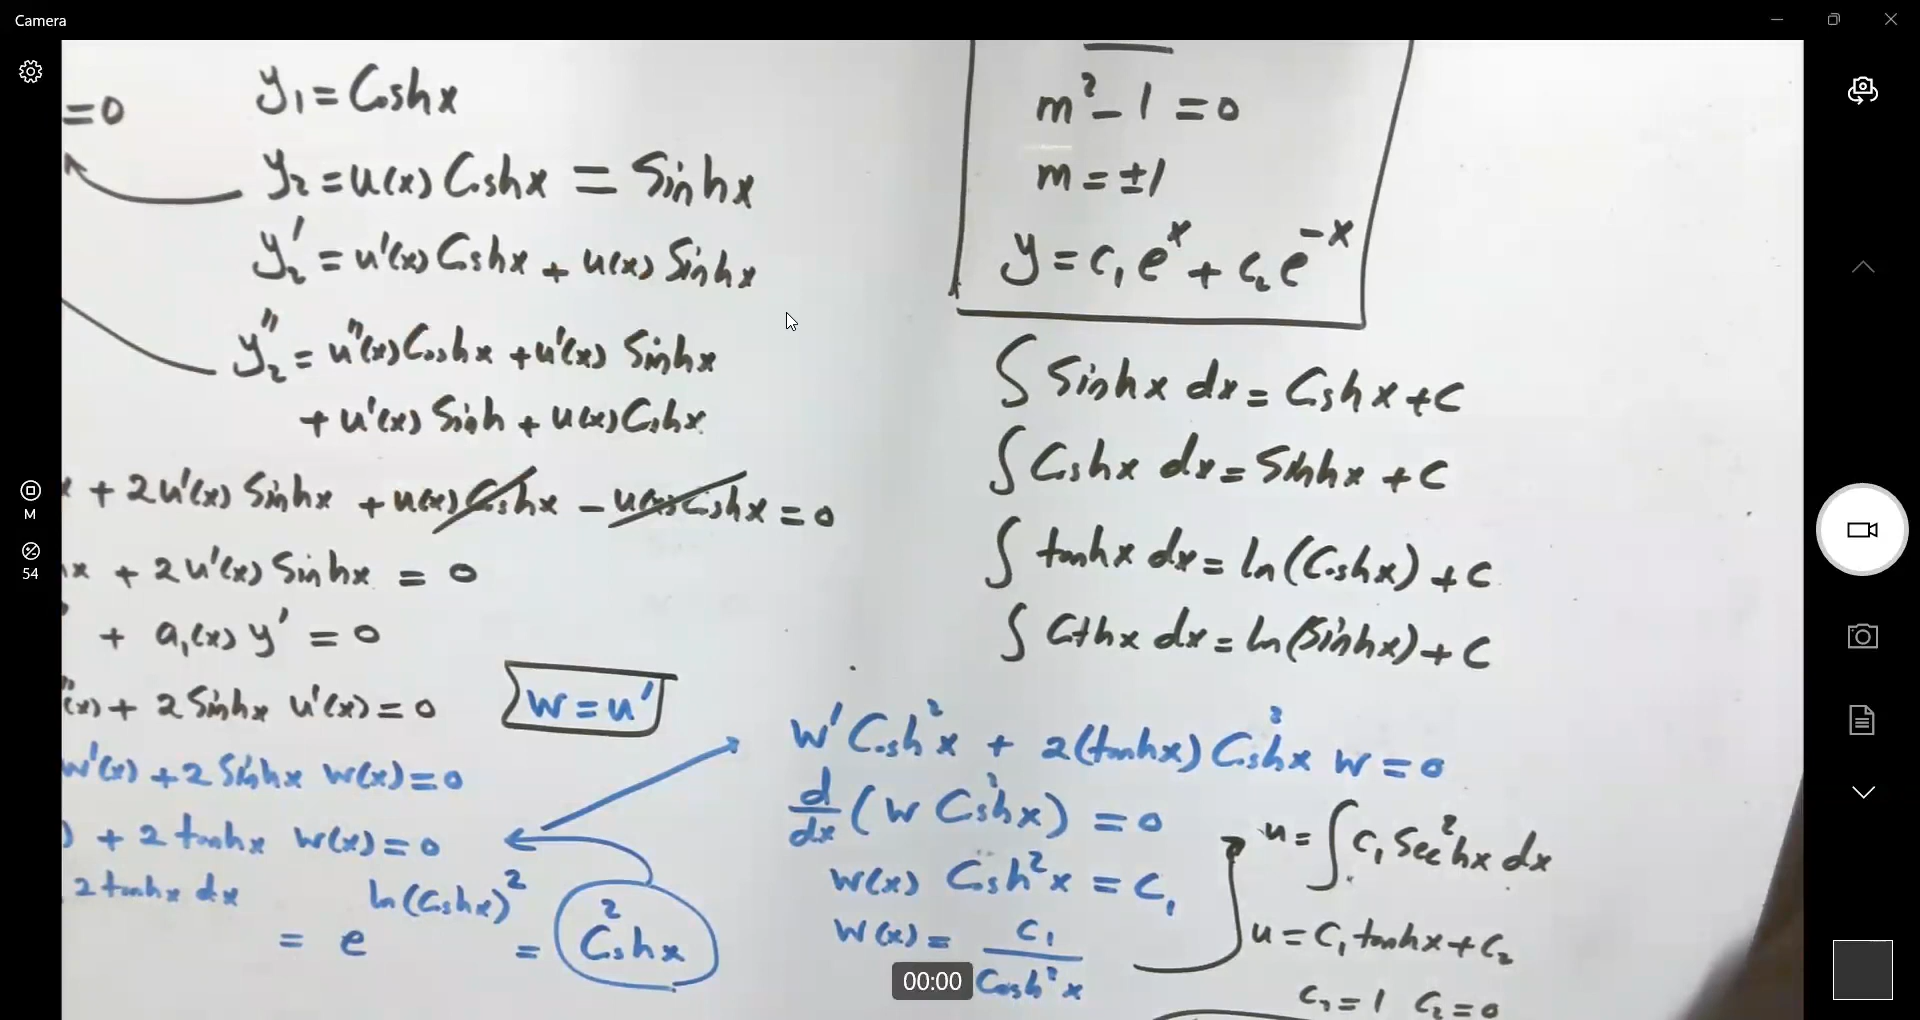 Camera
=0
y₁ = Coshx
y₂ = u(x) Coshx = Sinhx
y₂' = u'(x) Coshx + u(x) Sinhx
y₂" = u"(x) Coshx + u'(x) Sinhx
+ u'(x) Sinh + u(x) Coshx
x + 2u'(x) Sinhx + u(x) Coshx - u(x) Coshx = 0
x + 2u'(x) Sinhx = 0
+ a₁(x) y' = 0
"(x) + 2 Sinhx u'(x) = 0
w = u'
w'(x) + 2 Sinhx w(x) = 0
) + 2 tanhx w(x) = 0
2 tanhx dx
= e^ln(Coshx)² = Cosh²x
m² - 1 = 0
m = ±1
y = c₁e^x + c₂e^-x
∫ Sinhx dx = Coshx + C
∫ Coshx dx = Sinhx + C
∫ tanhx dx = ln(Coshx) + C
∫ Cothx dx = ln(Sinhx) + C
w' Cosh²x + 2(tanhx) Cosh²x w = 0
d/dx (w Cosh²x) = 0
w(x) Cosh²x = C₁
w(x) = C₁/Cosh²x
u = ∫ C₁ Sech²x dx
u = C₁ tanhx + C₂
C₁ = 1 C₂ = 0
M
54
00:00